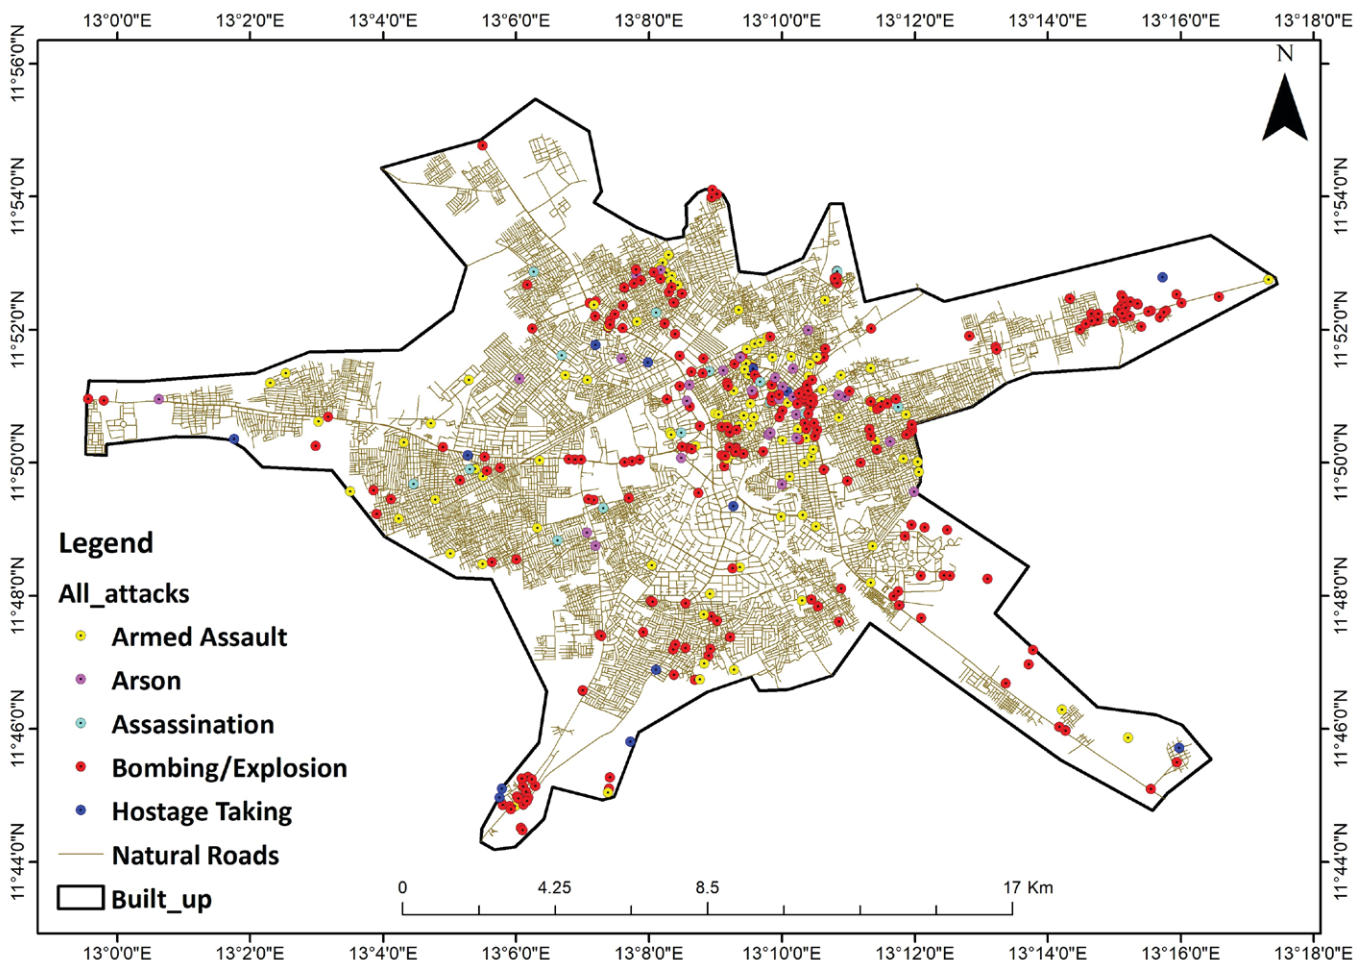 13°0'0"E 13°2'0"E 13°4'0"E 13°6'0"E 13°8'0"E 13°10'0"E 13°12'0"E 13°14'0"E 13°16'0"E 13°18'0"E
11°56'0"N
N
11°54'0"N 11°54'0"N
11°52'0"N 11°52'0"N
11°50'0"N 11°50'0"N
11°48'0"N 11°48'0"N
11°46'0"N 11°46'0"N
11°44'0"N 11°44'0"N
Legend
All_attacks
Armed Assault
Arson
Assassination
Bombing/Explosion
Hostage Taking
Natural Roads
Built_up
0 4.25 8.5 17 Km
13°0'0"E 13°2'0"E 13°4'0"E 13°6'0"E 13°8'0"E 13°10'0"E 13°12'0"E 13°14'0"E 13°16'0"E 13°18'0"E